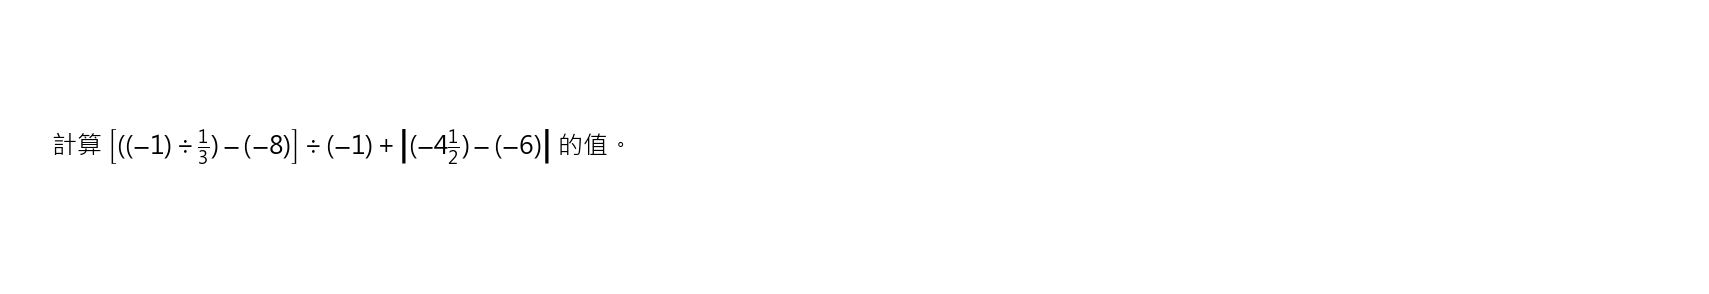 計算 [((−1) ÷ 1/3) − (−8)] ÷ (−1) + |(−4 1/2) − (−6)| 的值。